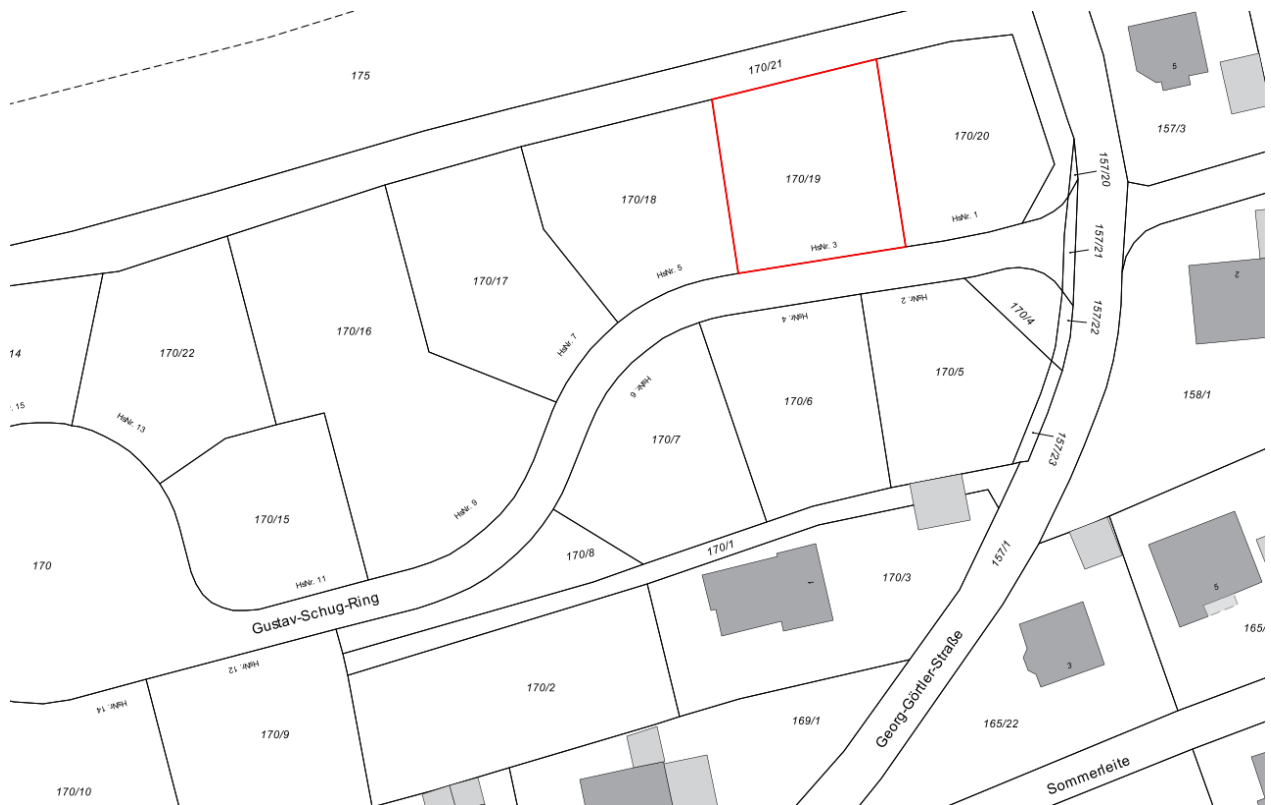 175
170/21
5
157/3
170/20
157/20
170/19
170/18
HsNr. 1
157/21
HsNr. 3
HsNr. 5
2
170/17
HsNr. 2
170/4
157/22
HsNr. 4
170/16
HsNr. 7
14
170/22
170/5
HsNr. 6
158/1
170/6
r. 15
HsNr. 13
170/7
157/23
HsNr. 9
170/15
170/1
157/1
170/8
170
170/3
HsNr. 11
1
5
Gustav-Schug-Ring
165/
HsNr. 12
3
Georg-Görtler-Straße
170/2
HsNr. 14
169/1
165/22
170/9
Sommerleite
170/10